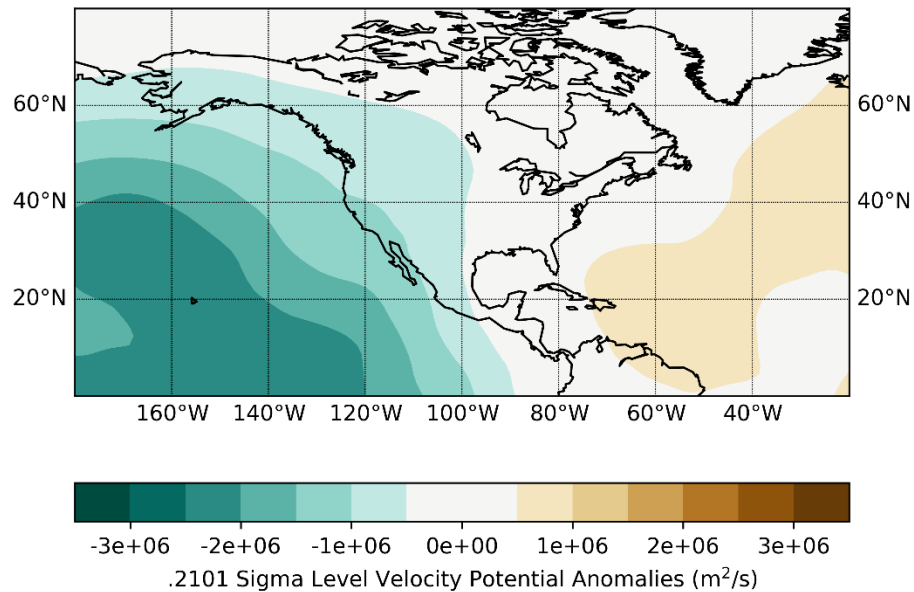 60°N 60°N
40°N 40°N
20°N 20°N
160°W 140°W 120°W 100°W 80°W 60°W 40°W
-3e+06 -2e+06 -1e+06 0e+00 1e+06 2e+06 3e+06
.2101 Sigma Level Velocity Potential Anomalies (m²/s)